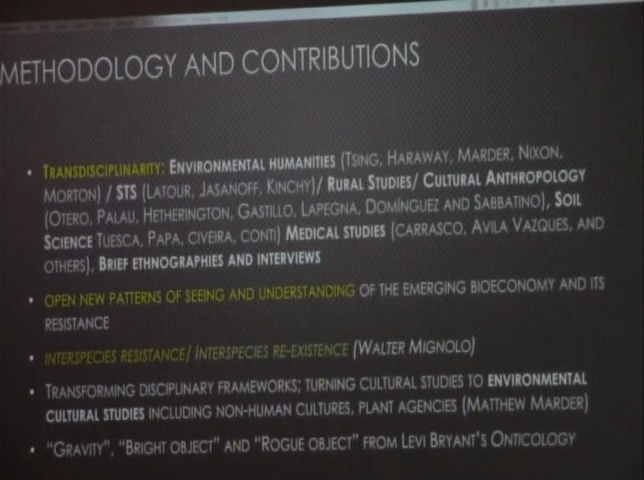 METHODOLOGY AND CONTRIBUTIONS
• TRANSDISCIPLINARITY: ENVIRONMENTAL HUMANITIES (TSING, HARAWAY, MARDER, NIXON,
MORTON) / STS (LATOUR, JASANOFF, KINCHY)/ RURAL STUDIES/ CULTURAL ANTHROPOLOGY
(OTERO, PALAU, HETHERINGTON, GASTILLO, LAPEGNA, DOMÍNGUEZ AND SABBATINO), SOIL
SCIENCE TUESCA, PAPA, CIVEIRA, CONTI) MEDICAL STUDIES (CARRASCO, AVILA VAZQUES, AND
OTHERS), BRIEF ETHNOGRAPHIES AND INTERVIEWS
• OPEN NEW PATTERNS OF SEEING AND UNDERSTANDING OF THE EMERGING BIOECONOMY AND ITS
RESISTANCE
• INTERSPECIES RESISTANCE/ INTERSPECIES RE-EXISTENCE (WALTER MIGNOLO)
• TRANSFORMING DISCIPLINARY FRAMEWORKS; TURNING CULTURAL STUDIES TO ENVIRONMENTAL
CULTURAL STUDIES INCLUDING NON-HUMAN CULTURES, PLANT AGENCIES (MATTHEW MARDER)
• "GRAVITY", "BRIGHT OBJECT" AND "ROGUE OBJECT" FROM LEVI BRYANT'S ONTICOLOGY